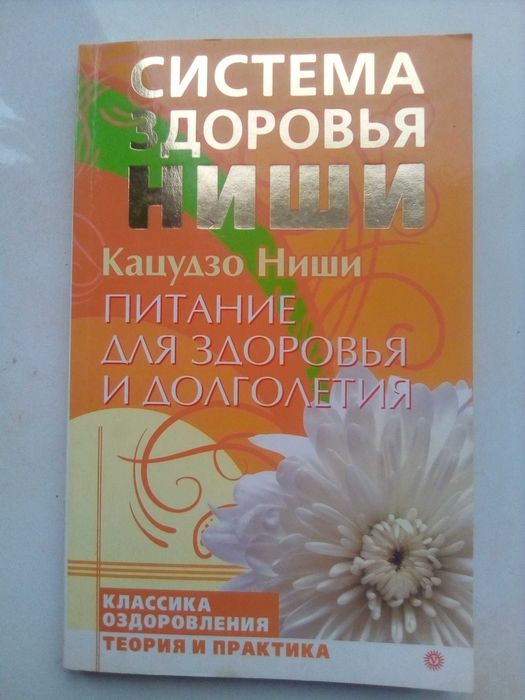 СИСТЕМА
ЗДОРОВЬЯ
НИШИ
Кацудзо Ниши
ПИТАНИЕ
ДЛЯ ЗДОРОВЬЯ
И ДОЛГОЛЕТИЯ
КЛАССИКА
ОЗДОРОВЛЕНИЯ
ТЕОРИЯ И ПРАКТИКА